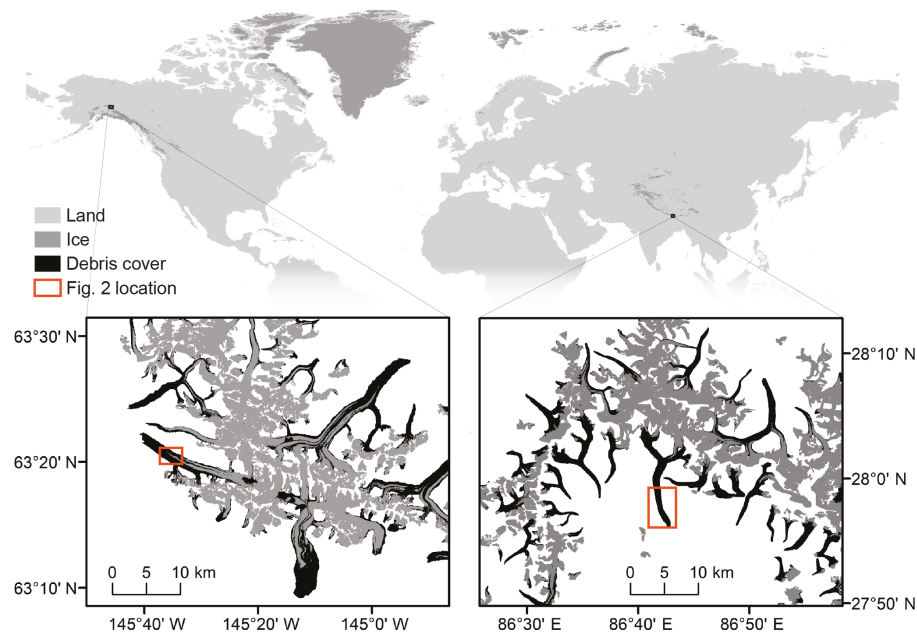 Land
Ice
Debris cover
Fig. 2 location
63°30' N
63°20' N
63°10' N
0 5 10 km
145°40' W 145°20' W 145°0' W
28°10' N
28°0' N
27°50' N
0 5 10 km
86°30' E 86°40' E 86°50' E